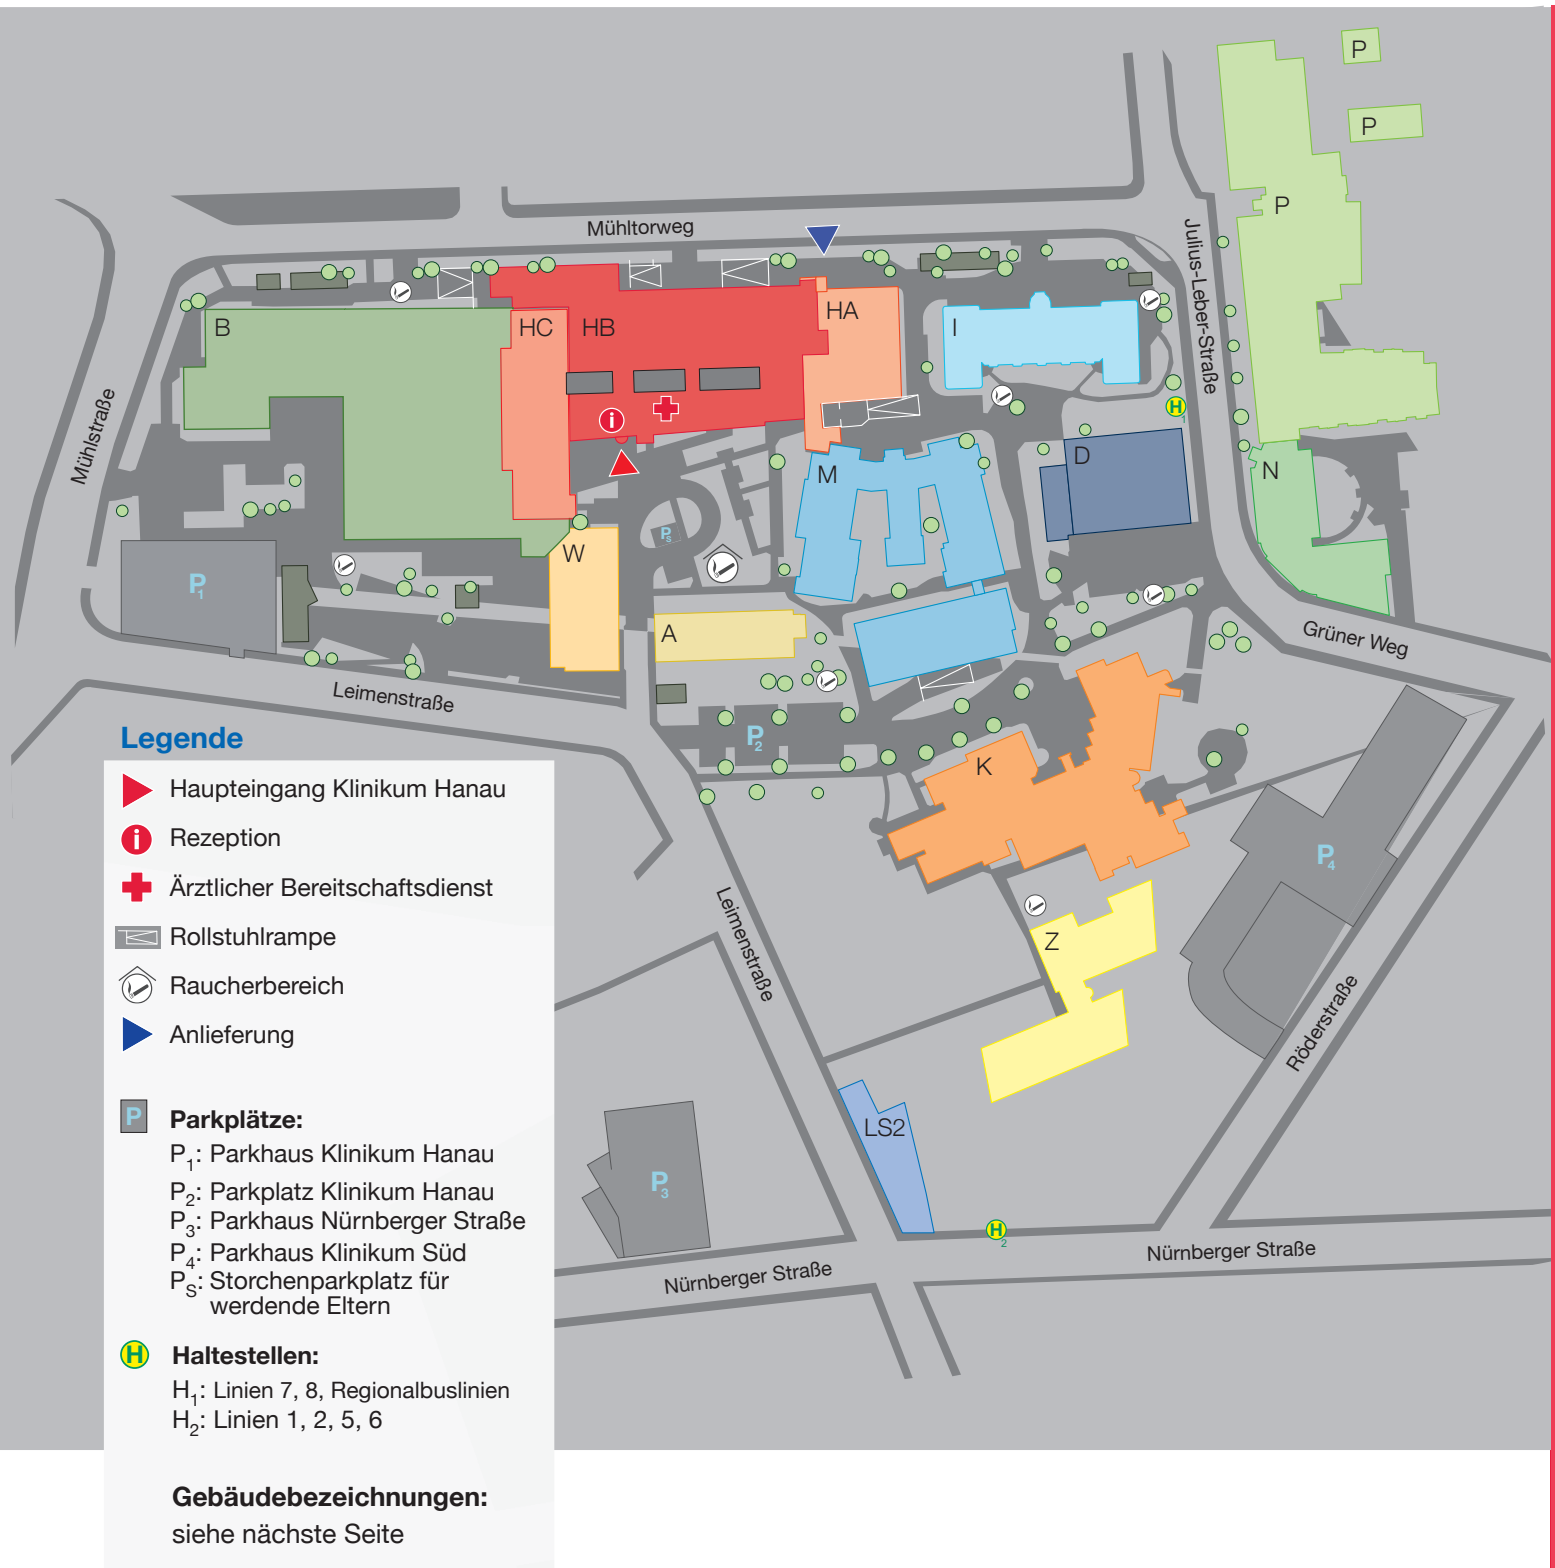 P
P
P
Mühltorweg
Julius-Leber-Straße
B
HC
HB
HA
I
i
H1
Mühlstraße
M
D
N
PS
W
P1
A
Grüner Weg
Leimenstraße
P2
K
P4
Leimenstraße
Z
Röderstraße
LS2
P3
H2
Nürnberger Straße
Nürnberger Straße
Legende
Haupteingang Klinikum Hanau
i Rezeption
Ärztlicher Bereitschaftsdienst
Rollstuhlrampe
Raucherbereich
Anlieferung
P Parkplätze:
P1: Parkhaus Klinikum Hanau
P2: Parkplatz Klinikum Hanau
P3: Parkhaus Nürnberger Straße
P4: Parkhaus Klinikum Süd
PS: Storchenparkplatz für
werdende Eltern
H Haltestellen:
H1: Linien 7, 8, Regionalbuslinien
H2: Linien 1, 2, 5, 6
Gebäudebezeichnungen:
siehe nächste Seite